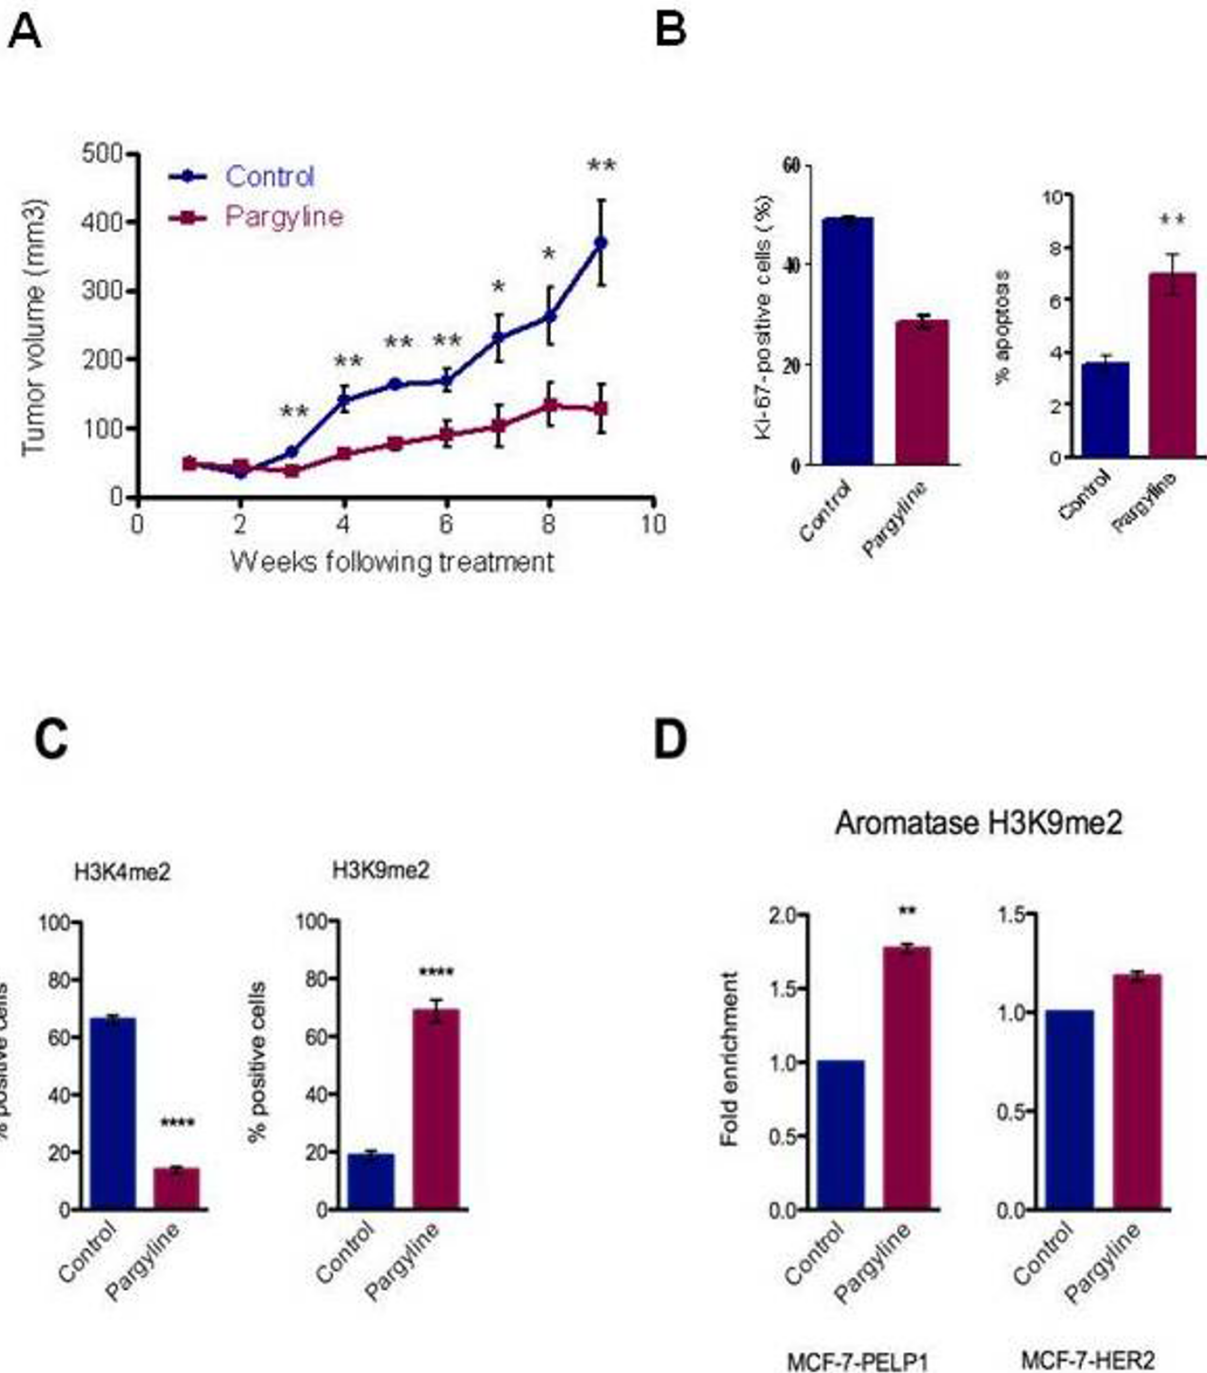 A
B
500
400
300
200
100
0
Tumor volume (mm3)
Control
Pargyline
**
**
**
**
*
*
**
0
2
4
6
8
10
Weeks following treatment
60
40
20
0
Ki-67-positive cells (%)
Control
Pargyline
10
8
6
4
2
0
% apoptosis
**
Control
Pargyline
C
D
H3K4me2
100
80
60
40
20
0
% positive cells
****
Control
Pargyline
H3K9me2
100
80
60
40
20
0
% positive cells
****
Control
Pargyline
Aromatase H3K9me2
2.0
1.5
1.0
0.5
0.0
Fold enrichment
**
Control
Pargyline
MCF-7-PELP1
1.5
1.0
0.5
0.0
Control
Pargyline
MCF-7-HER2